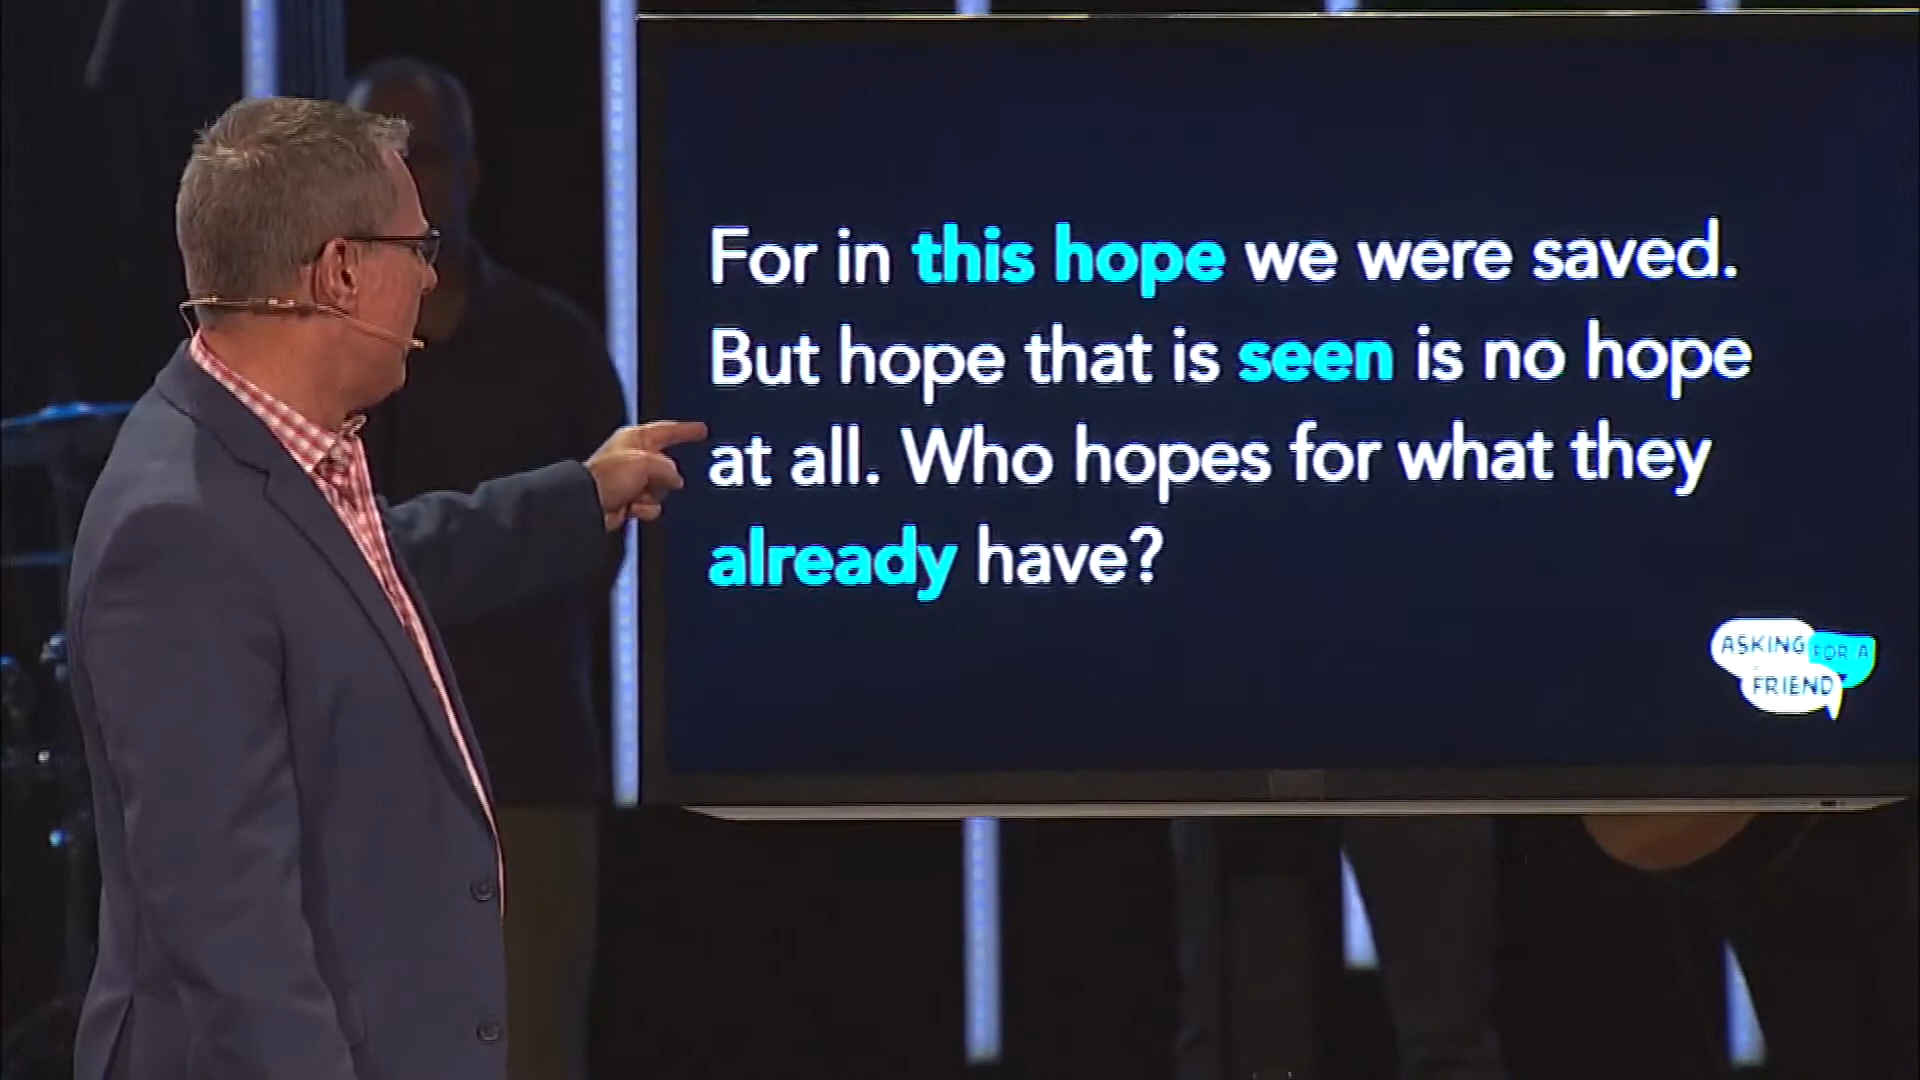 For in this hope we were saved.
But hope that is seen is no hope
at all. Who hopes for what they
already have?
ASKING FOR A
FRIEND